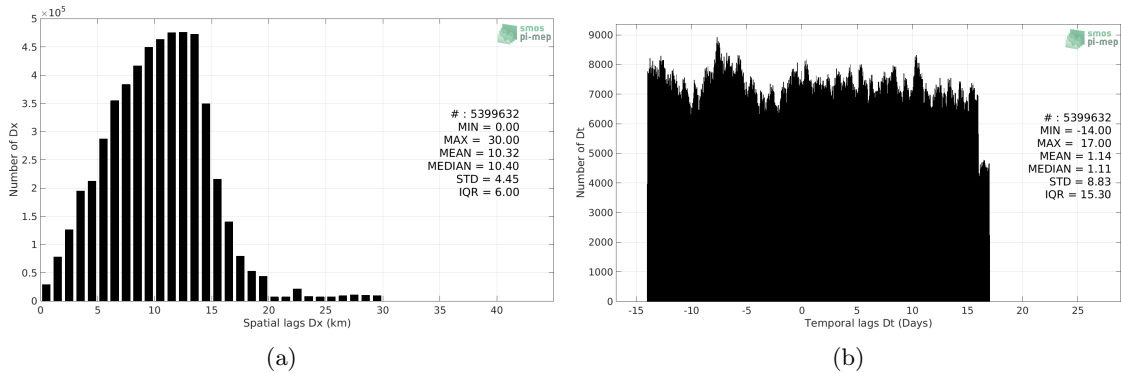 ×10⁵
5
4.5
4
3.5
3
2.5
2
1.5
1
0.5
0
Number of Dx
0 5 10 15 20 25 30 35 40
Spatial lags Dx (km)
smos
pi-mep
# : 5399632
MIN = 0.00
MAX = 30.00
MEAN = 10.32
MEDIAN = 10.40
STD = 4.45
IQR = 6.00
(a)
9000
8000
7000
6000
5000
4000
3000
2000
1000
0
Number of Dt
-15 -10 -5 0 5 10 15 20 25
Temporal lags Dt (Days)
smos
pi-mep
# : 5399632
MIN = -14.00
MAX = 17.00
MEAN = 1.14
MEDIAN = 1.11
STD = 8.83
IQR = 15.30
(b)